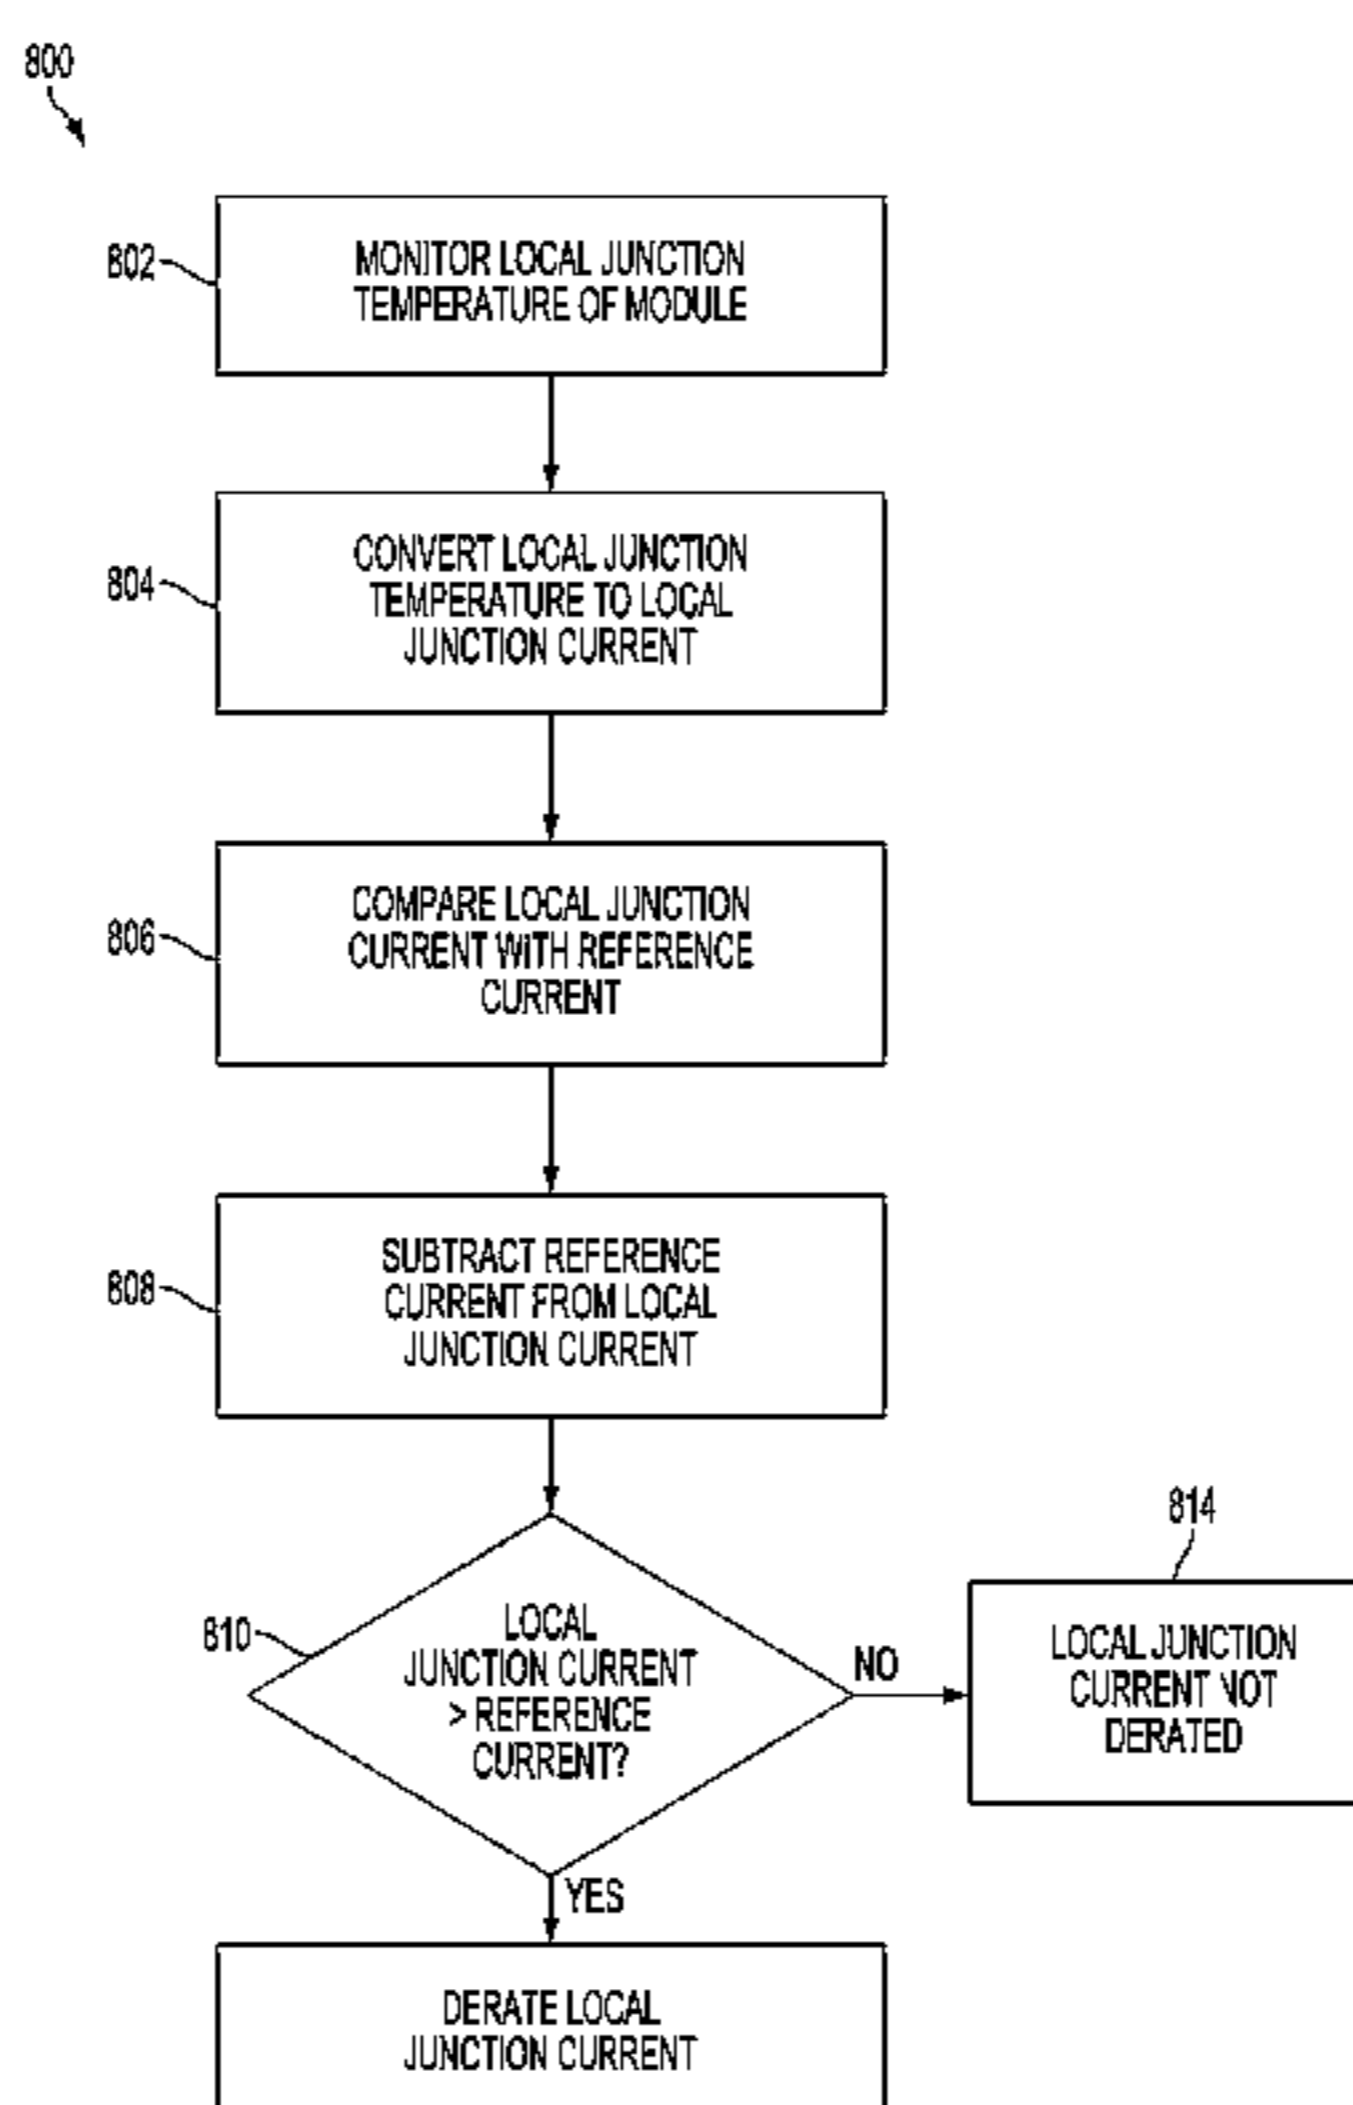 800
802
MONITOR LOCAL JUNCTION
TEMPERATURE OF MODULE
804
CONVERT LOCAL JUNCTION
TEMPERATURE TO LOCAL
JUNCTION CURRENT
806
COMPARE LOCAL JUNCTION
CURRENT WITH REFERENCE
CURRENT
808
SUBTRACT REFERENCE
CURRENT FROM LOCAL
JUNCTION CURRENT
810
LOCAL
JUNCTION CURRENT
> REFERENCE
CURRENT?
NO
814
LOCAL JUNCTION
CURRENT NOT
DERATED
YES
DERATE LOCAL
JUNCTION CURRENT